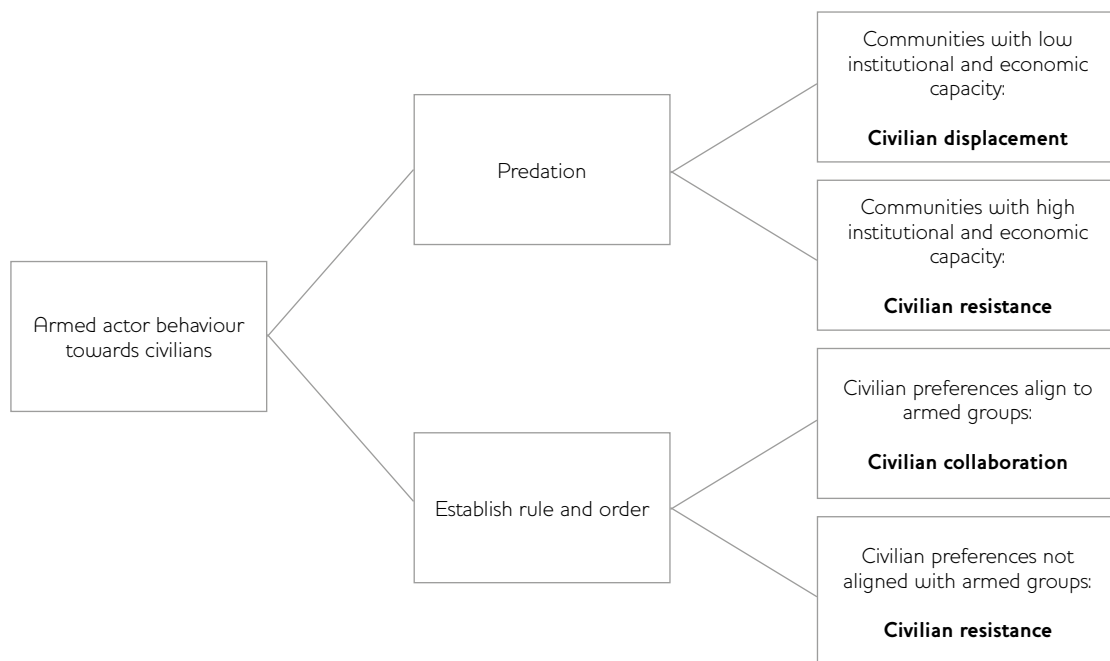 Armed actor behaviour
towards civilians
Predation
Establish rule and order
Communities with low
institutional and economic
capacity:
Civilian displacement
Communities with high
institutional and economic
capacity:
Civilian resistance
Civilian preferences align to
armed groups:
Civilian collaboration
Civilian preferences not
aligned with armed groups:
Civilian resistance